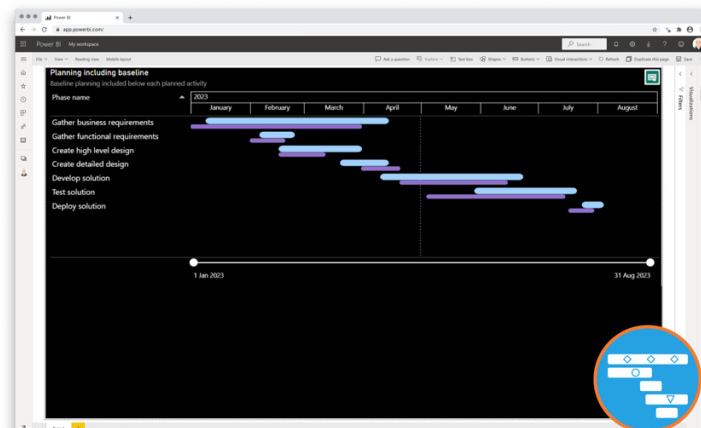 Power BI
app.powerbi.com/
Power BI My workspace
Search
File View Reading view Mobile layout
Ask a question Explore Text box Shapes Buttons Visual interactions Refresh Duplicate this page Save
Planning including baseline
Baseline planning included below each planned activity
Phase name
2023
January February March April May June July August
Gather business requirements
Gather functional requirements
Create high level design
Create detailed design
Develop solution
Test solution
Deploy solution
1 Jan 2023
31 Aug 2023
Filters
Visualizations